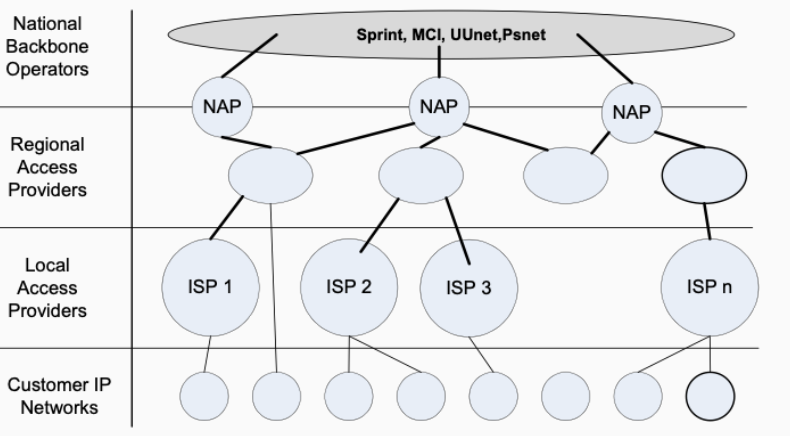 National
Backbone
Operators
Sprint, MCI, UUnet,Psnet
NAP
NAP
NAP
Regional
Access
Providers
Local
Access
Providers
ISP 1
ISP 2
ISP 3
ISP n
Customer IP
Networks